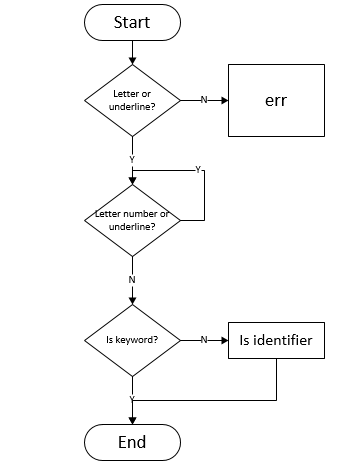 Start
Letter or
underline?
N
err
Y
Y
Letter number or
underline?
N
Is keyword?
N
Is identifier
Y
End